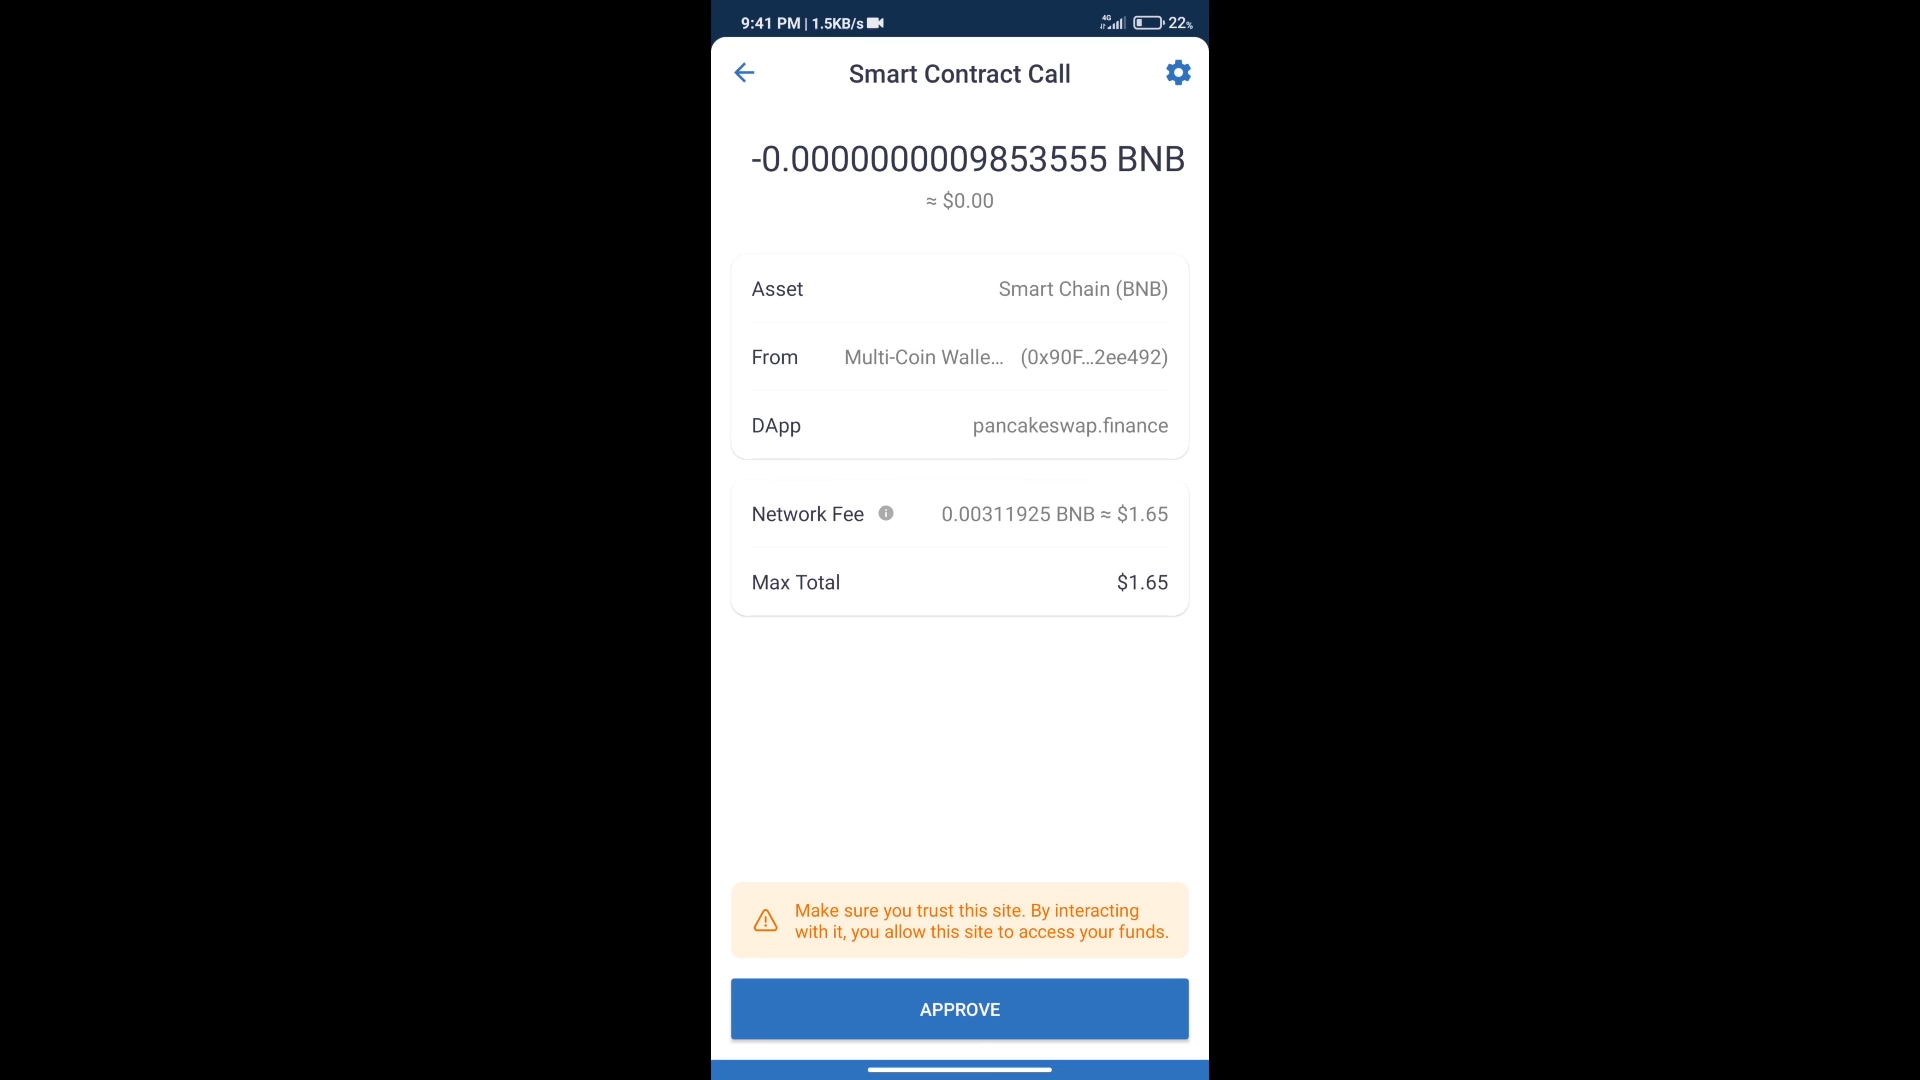 9:41 PM | 1.5KB/s 4G 22%
Smart Contract Call
-0.0000000009853555 BNB
≈ $0.00
Asset Smart Chain (BNB)
From Multi-Coin Walle... (0x90F...2ee492)
DApp pancakeswap.finance
Network Fee 0.00311925 BNB ≈ $1.65
Max Total $1.65
Make sure you trust this site. By interacting
with it, you allow this site to access your funds.
APPROVE